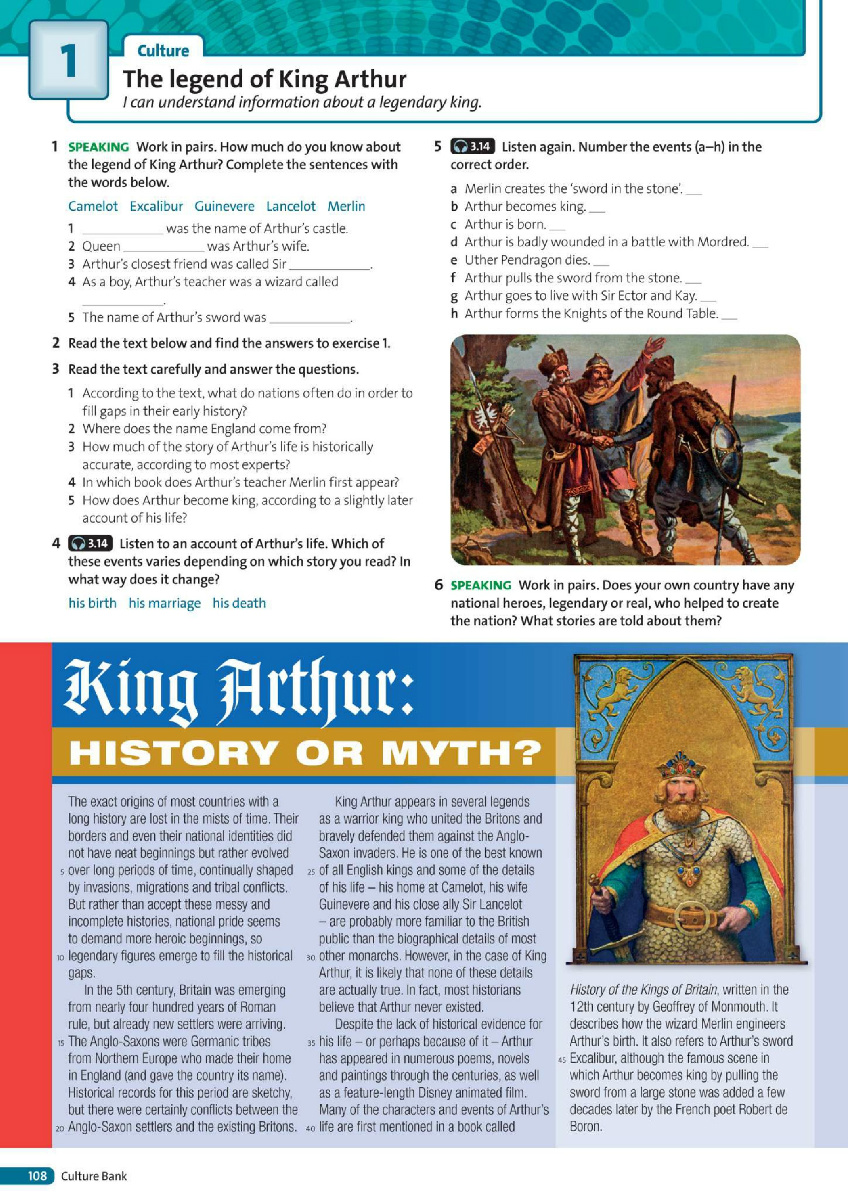 1
Culture
The legend of King Arthur
I can understand information about a legendary king.
1 SPEAKING Work in pairs. How much do you know about
the legend of King Arthur? Complete the sentences with
the words below.
Camelot Excalibur Guinevere Lancelot Merlin
1 ____________ was the name of Arthur's castle.
2 Queen ____________ was Arthur's wife.
3 Arthur's closest friend was called Sir ____________.
4 As a boy, Arthur's teacher was a wizard called
____________.
5 The name of Arthur's sword was ____________.
2 Read the text below and find the answers to exercise 1.
3 Read the text carefully and answer the questions.
1 According to the text, what do nations often do in order to
fill gaps in their early history?
2 Where does the name England come from?
3 How much of the story of Arthur's life is historically
accurate, according to most experts?
4 In which book does Arthur's teacher Merlin first appear?
5 How does Arthur become king, according to a slightly later
account of his life?
4 3.14 Listen to an account of Arthur's life. Which of
these events varies depending on which story you read? In
what way does it change?
his birth his marriage his death
5 3.14 Listen again. Number the events (a–h) in the
correct order.
a Merlin creates the 'sword in the stone'. __
b Arthur becomes king. __
c Arthur is born. __
d Arthur is badly wounded in a battle with Mordred. __
e Uther Pendragon dies. __
f Arthur pulls the sword from the stone. __
g Arthur goes to live with Sir Ector and Kay. __
h Arthur forms the Knights of the Round Table. __
6 SPEAKING Work in pairs. Does your own country have any
national heroes, legendary or real, who helped to create
the nation? What stories are told about them?
King Arthur:
HISTORY OR MYTH?
The exact origins of most countries with a
long history are lost in the mists of time. Their
borders and even their national identities did
not have neat beginnings but rather evolved
5 over long periods of time, continually shaped
by invasions, migrations and tribal conflicts.
But rather than accept these messy and
incomplete histories, national pride seems
to demand more heroic beginnings, so
10 legendary figures emerge to fill the historical
gaps.
In the 5th century, Britain was emerging
from nearly four hundred years of Roman
rule, but already new settlers were arriving.
15 The Anglo-Saxons were Germanic tribes
from Northern Europe who made their home
in England (and gave the country its name).
Historical records for this period are sketchy,
but there were certainly conflicts between the
20 Anglo-Saxon settlers and the existing Britons.
King Arthur appears in several legends
as a warrior king who united the Britons and
bravely defended them against the Anglo-
Saxon invaders. He is one of the best known
25 of all English kings and some of the details
of his life – his home at Camelot, his wife
Guinevere and his close ally Sir Lancelot
– are probably more familiar to the British
public than the biographical details of most
30 other monarchs. However, in the case of King
Arthur, it is likely that none of these details
are actually true. In fact, most historians
believe that Arthur never existed.
Despite the lack of historical evidence for
35 his life – or perhaps because of it – Arthur
has appeared in numerous poems, novels
and paintings through the centuries, as well
as a feature-length Disney animated film.
Many of the characters and events of Arthur's
40 life are first mentioned in a book called
History of the Kings of Britain, written in the
12th century by Geoffrey of Monmouth. It
describes how the wizard Merlin engineers
Arthur's birth. It also refers to Arthur's sword
45 Excalibur, although the famous scene in
which Arthur becomes king by pulling the
sword from a large stone was added a few
decades later by the French poet Robert de
Boron.
108 Culture Bank